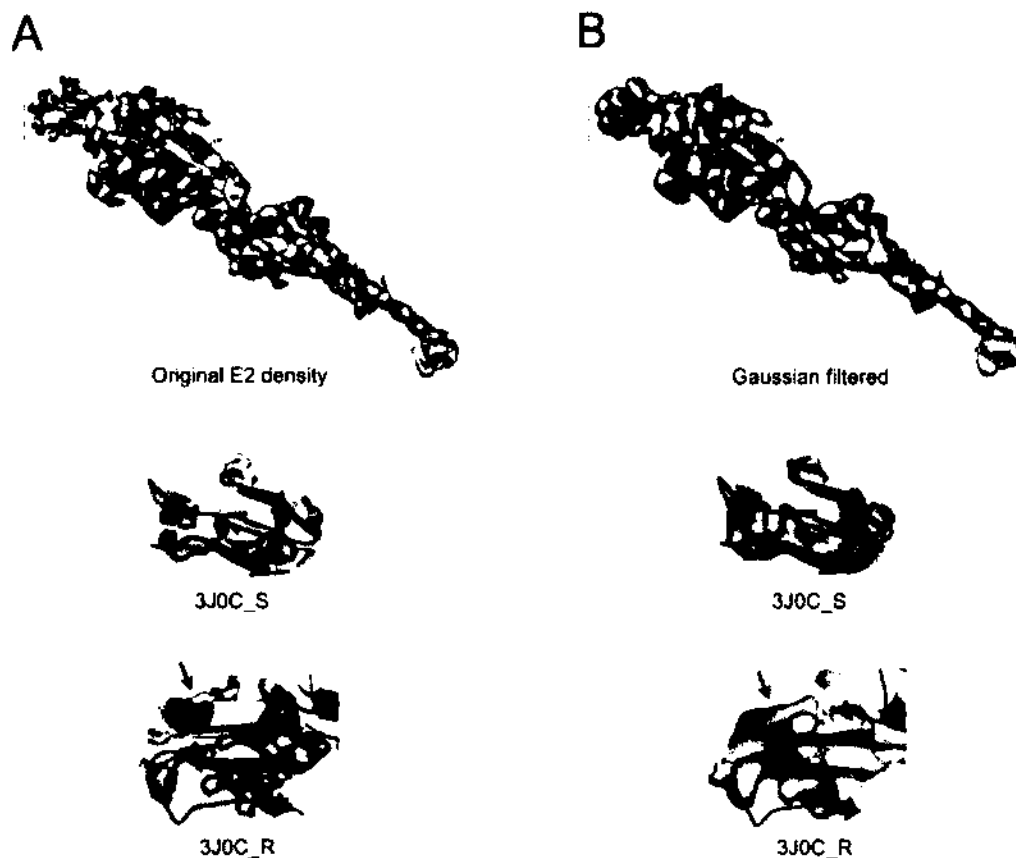 A
B
Original E2 density
Gaussian filtered
3J0C_S
3J0C_S
3J0C_R
3J0C_R